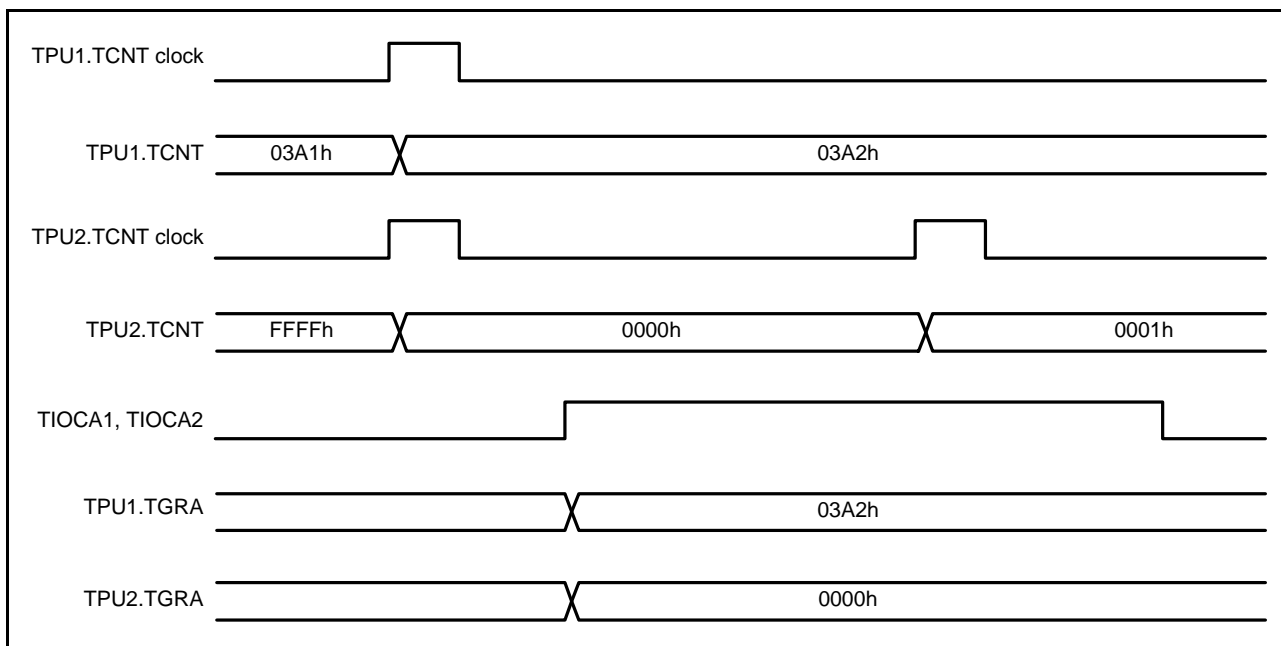 TPU1.TCNT clock
TPU1.TCNT 03A1h 03A2h
TPU2.TCNT clock
TPU2.TCNT FFFFh 0000h 0001h
TIOCA1, TIOCA2
TPU1.TGRA 03A2h
TPU2.TGRA 0000h